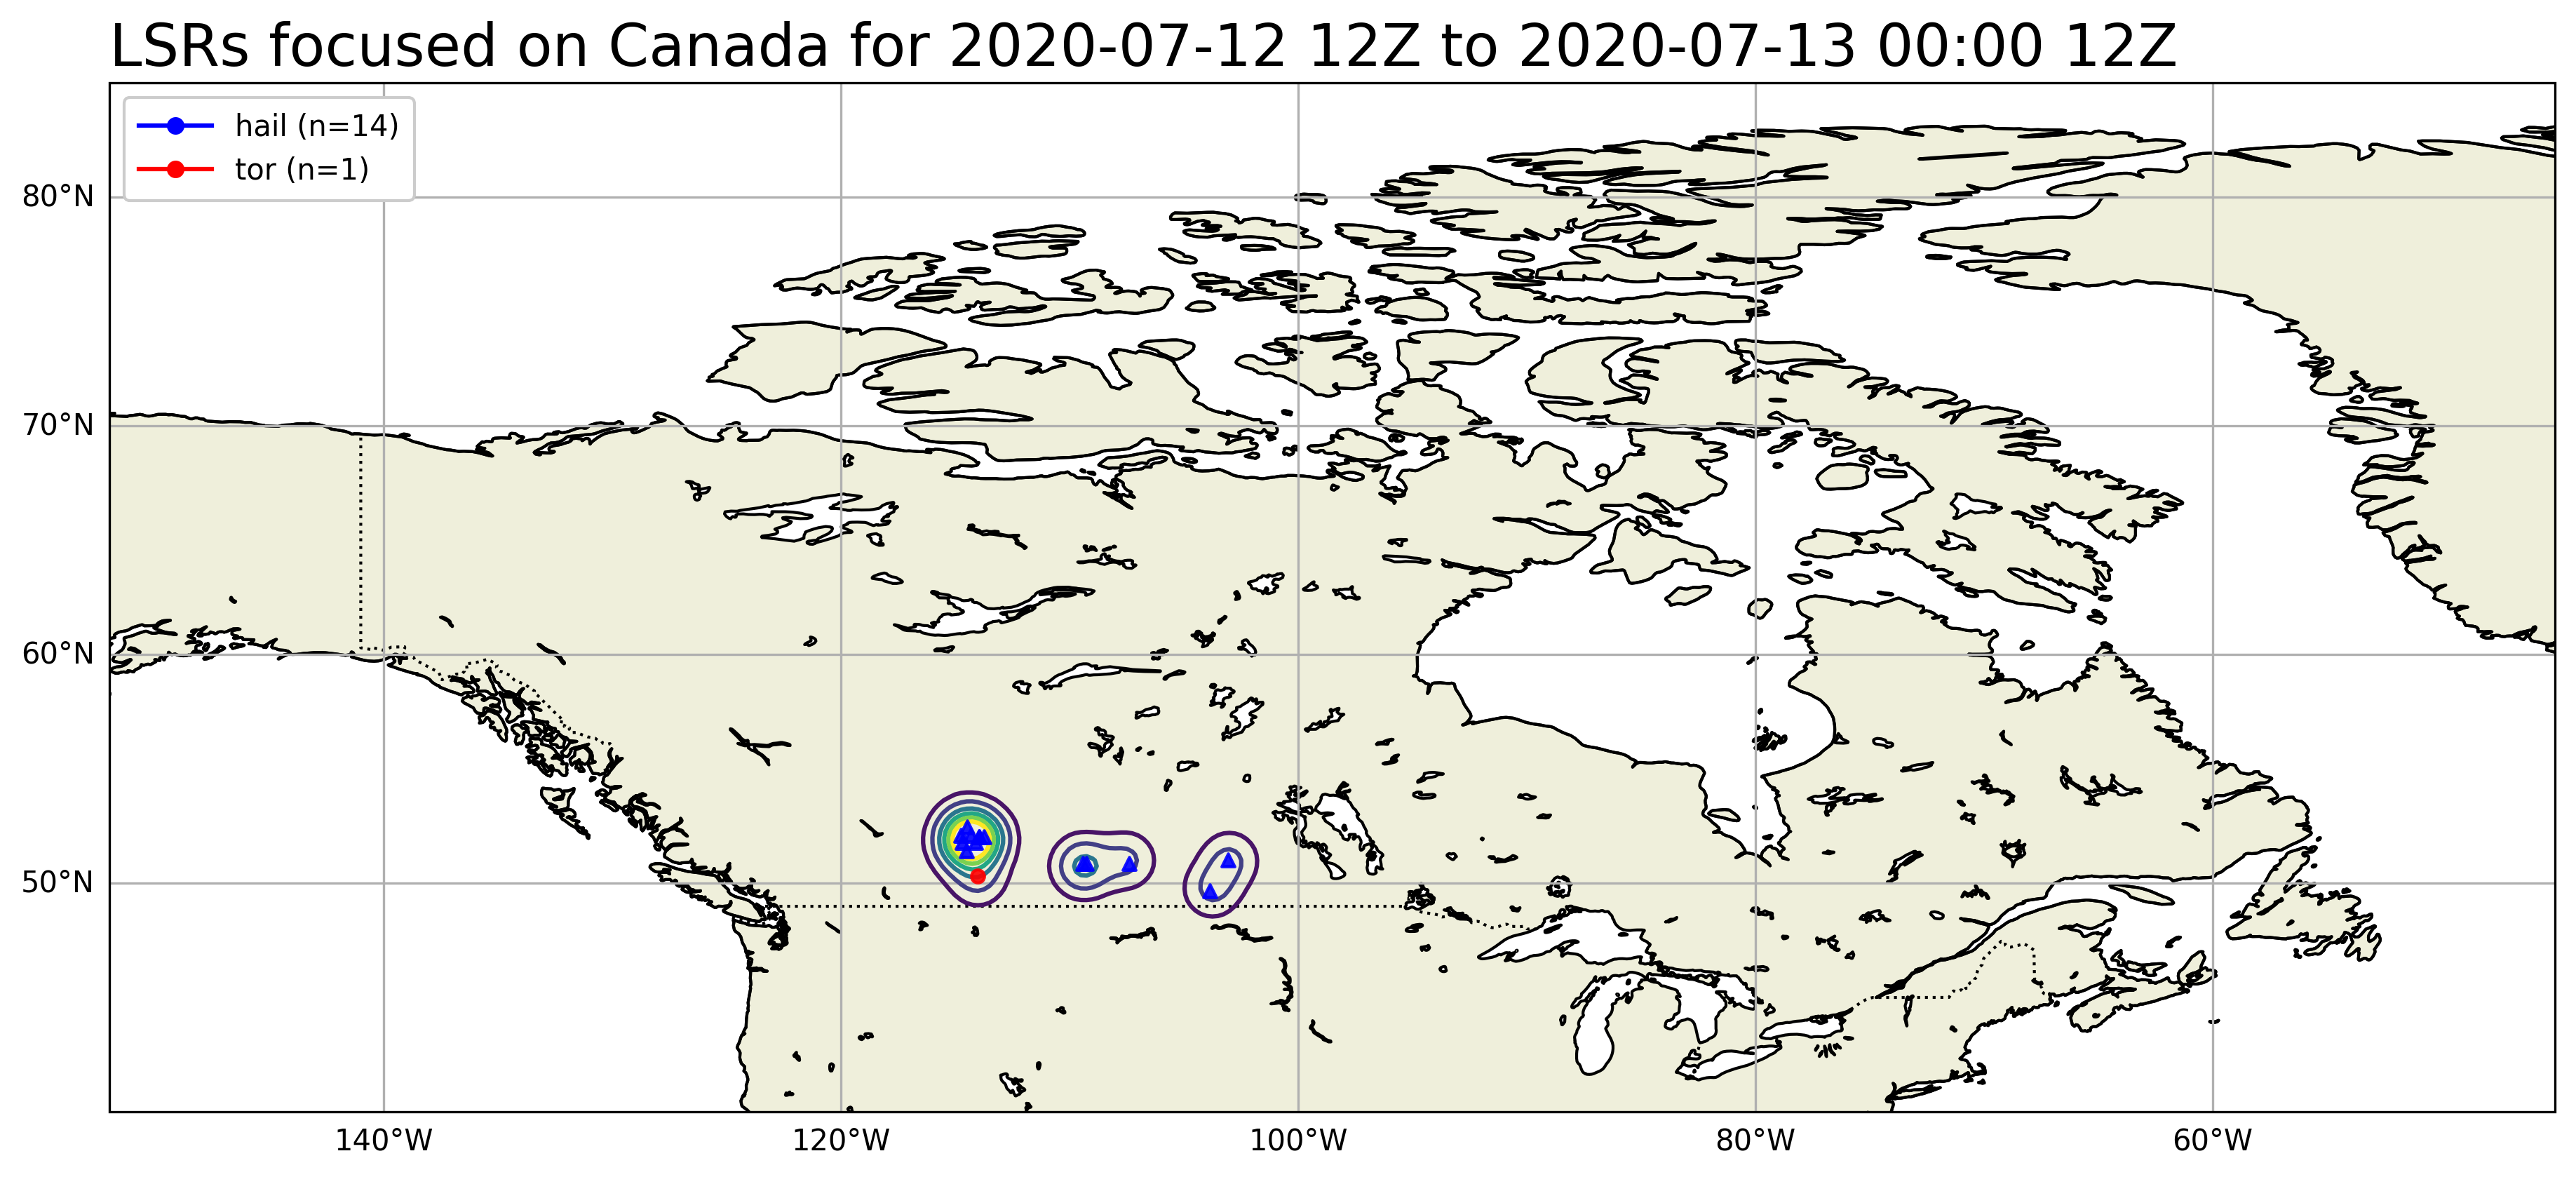 LSRs focused on Canada for 2020-07-12 12Z to 2020-07-13 00:00 12Z
hail (n=14)
tor (n=1)
80°N
70°N
60°N
50°N
140°W
120°W
100°W
80°W
60°W